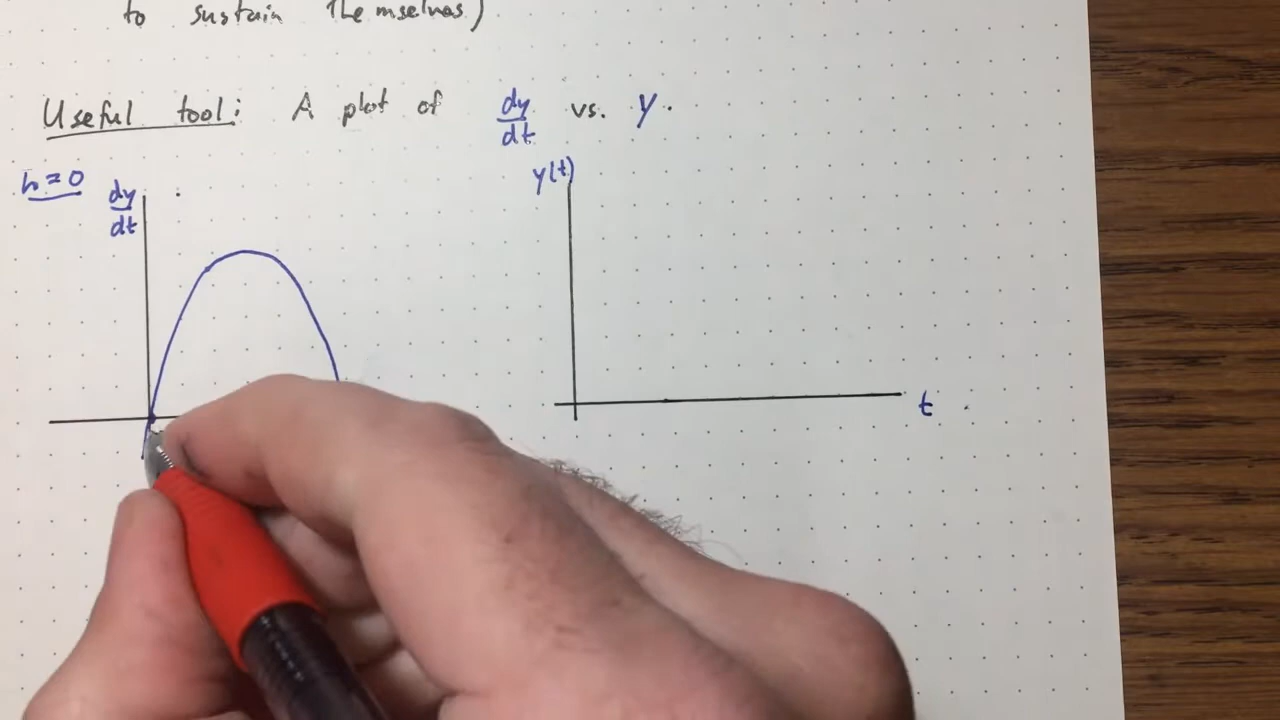 to sustain themselves)
Useful tool: A plot of dy/dt vs. y.
h=0
dy/dt
y(t)
t